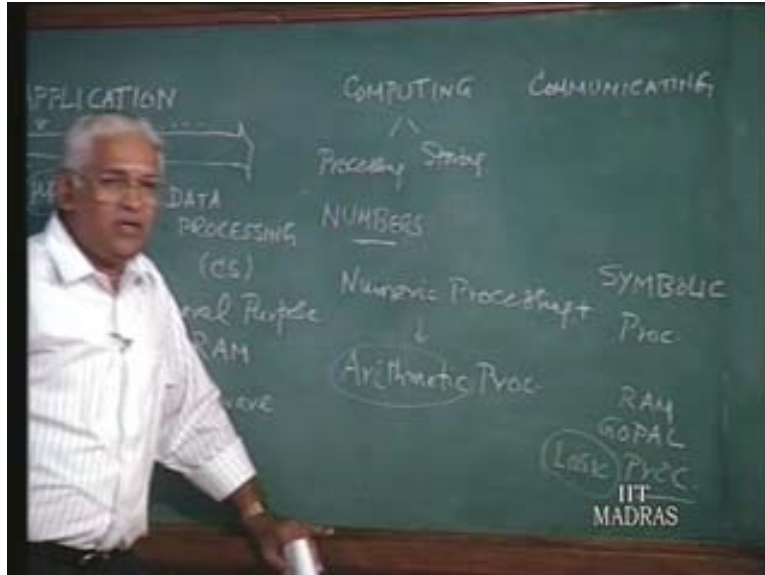 APPLICATION
DATA
PROCESSING
(CS)
Purpose
RAM
COMPUTING
Processing Storing
NUMBERS
Numeric Processing +
Arithmetic Proc.
COMMUNICATING
SYMBOLIC
Proc.
RAM
GOPAL
LOGIC PROC.
IIT
MADRAS